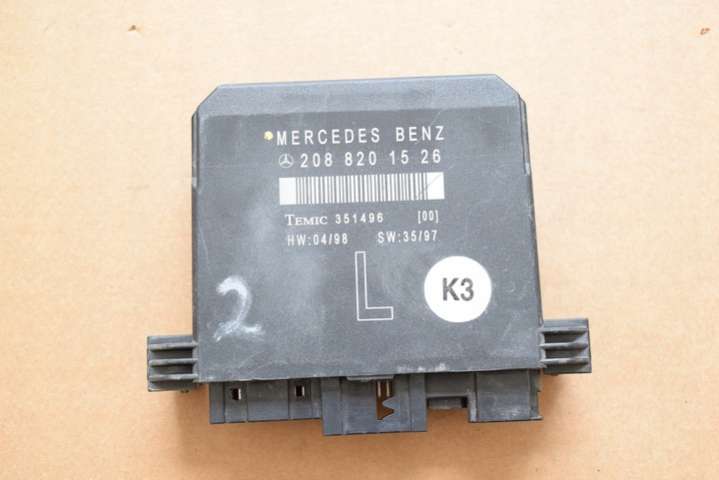 MERCEDES BENZ
208 820 15 26
TEMIC 351496 [00]
HW:04/98 SW:35/97
L
K3
2